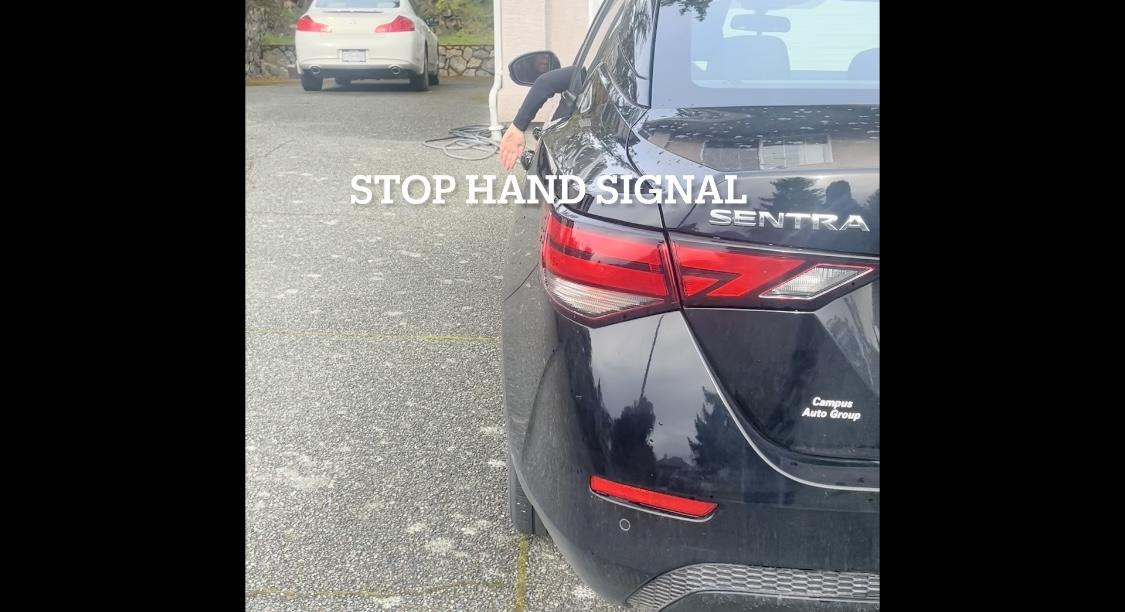 STOP HAND SIGNAL
SENTRA
Campus
Auto Group